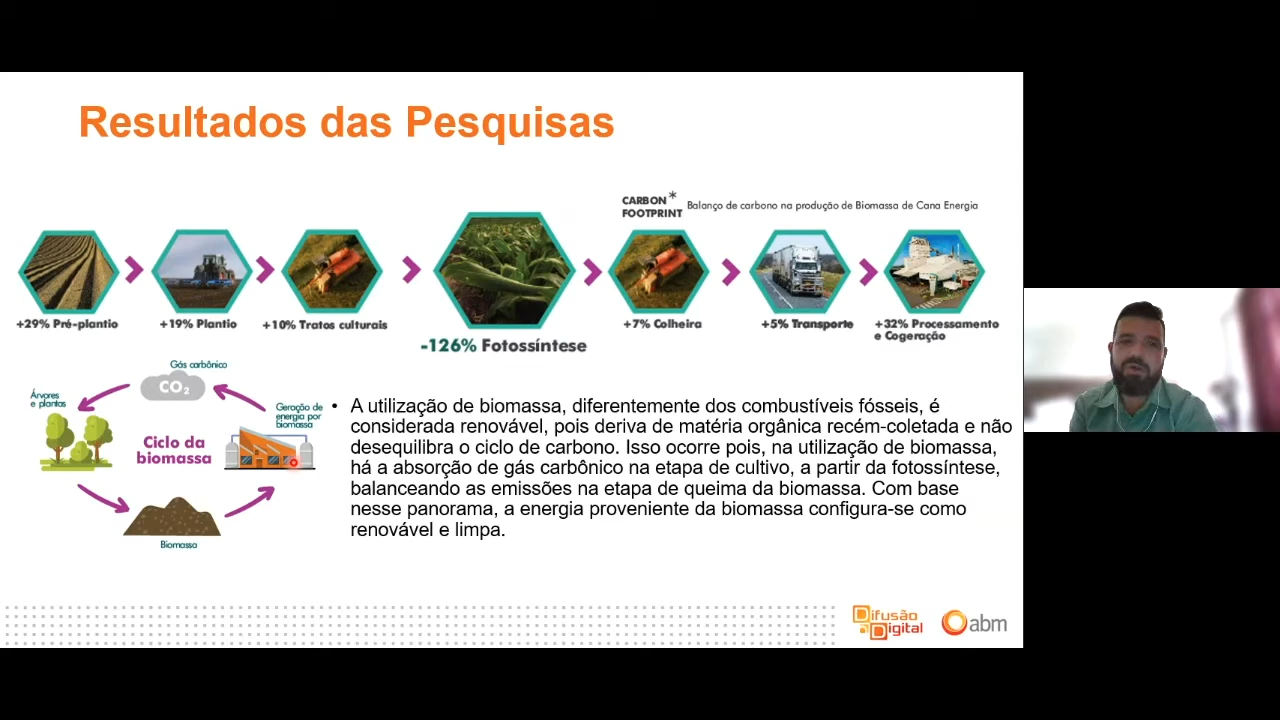 Resultados das Pesquisas
CARBON *
FOOTPRINT
Balanço de carbono na produção de Biomassa de Cana Energia
+29% Pré-plantio
+19% Plantio
+10% Tratos culturais
-126% Fotossíntese
+7% Colheira
+5% Transporte
+32% Processamento
e Cogeração
Gás carbônico
CO2
Árvores
e plantas
Geração de
energia por
biomassa
Ciclo da
biomassa
Biomassa
• A utilização de biomassa, diferentemente dos combustíveis fósseis, é
considerada renovável, pois deriva de matéria orgânica recém-coletada e não
desequilibra o ciclo de carbono. Isso ocorre pois, na utilização de biomassa,
há a absorção de gás carbônico na etapa de cultivo, a partir da fotossíntese,
balanceando as emissões na etapa de queima da biomassa. Com base
nesse panorama, a energia proveniente da biomassa configura-se como
renovável e limpa.
Difusão
Digital
abm